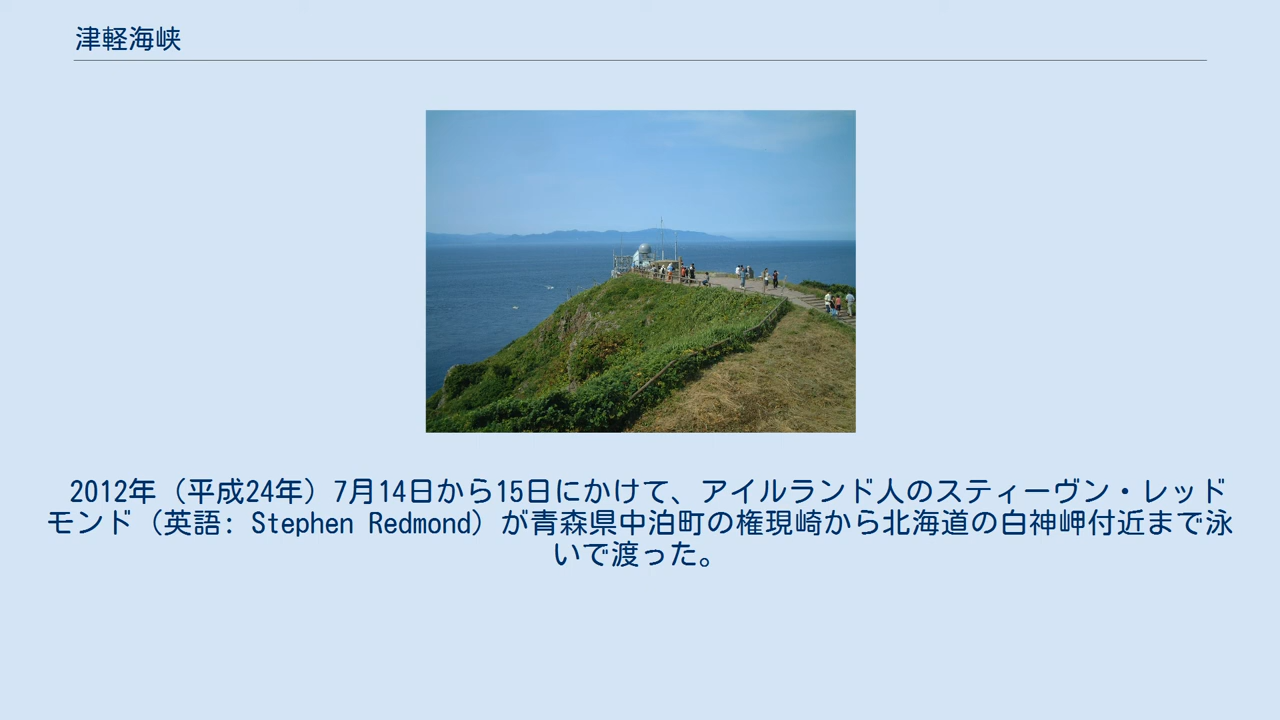 津軽海峡
2012年（平成24年）7月14日から15日にかけて、アイルランド人のスティーヴン・レッド
モンド（英語: Stephen Redmond）が青森県中泊町の権現崎から北海道の白神岬付近まで泳
いで渡った。